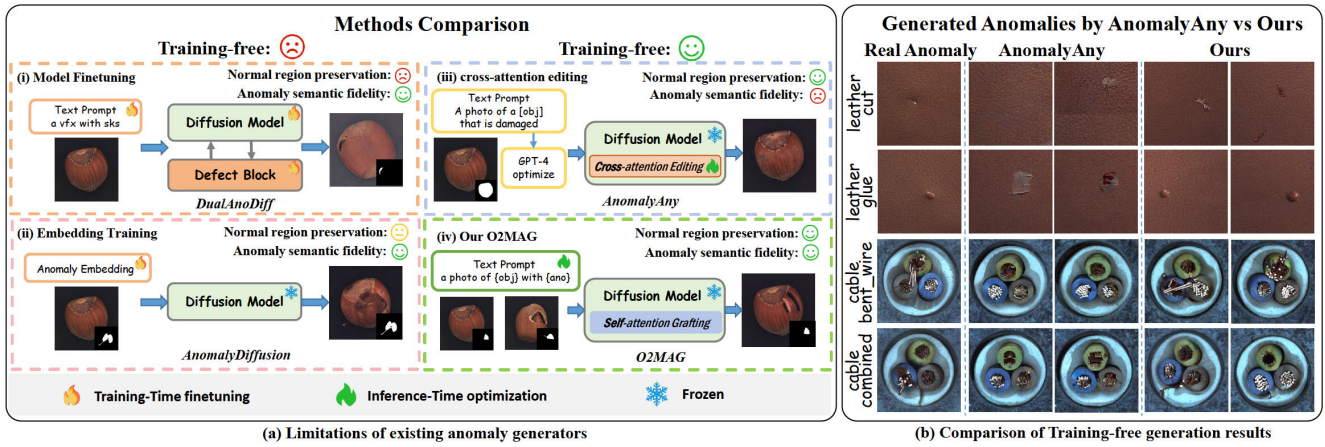 Methods Comparison
Training-free:
Training-free:
(i) Model Finetuning
Normal region preservation:
Anomaly semantic fidelity:
Text Prompt
a vfx with sks
Diffusion Model
Defect Block
DualAnoDiff
(iii) cross-attention editing
Normal region preservation:
Anomaly semantic fidelity:
Text Prompt
A photo of a [obj]
that is damaged
GPT-4
optimize
Diffusion Model
Cross-attention Editing
AnomalyAny
(ii) Embedding Training
Normal region preservation:
Anomaly semantic fidelity:
Anomaly Embedding
Diffusion Model
AnomalyDiffusion
(iv) Our O2MAG
Normal region preservation:
Anomaly semantic fidelity:
Text Prompt
a photo of {obj} with {ano}
Diffusion Model
Self-attention Grafting
O2MAG
Training-Time finetuning
Inference-Time optimization
Frozen
(a) Limitations of existing anomaly generators
Generated Anomalies by AnomalyAny vs Ours
Real Anomaly
AnomalyAny
Ours
leather
cut
leather
glue
cable
bent_wire
cable
combined
(b) Comparison of Training-free generation results